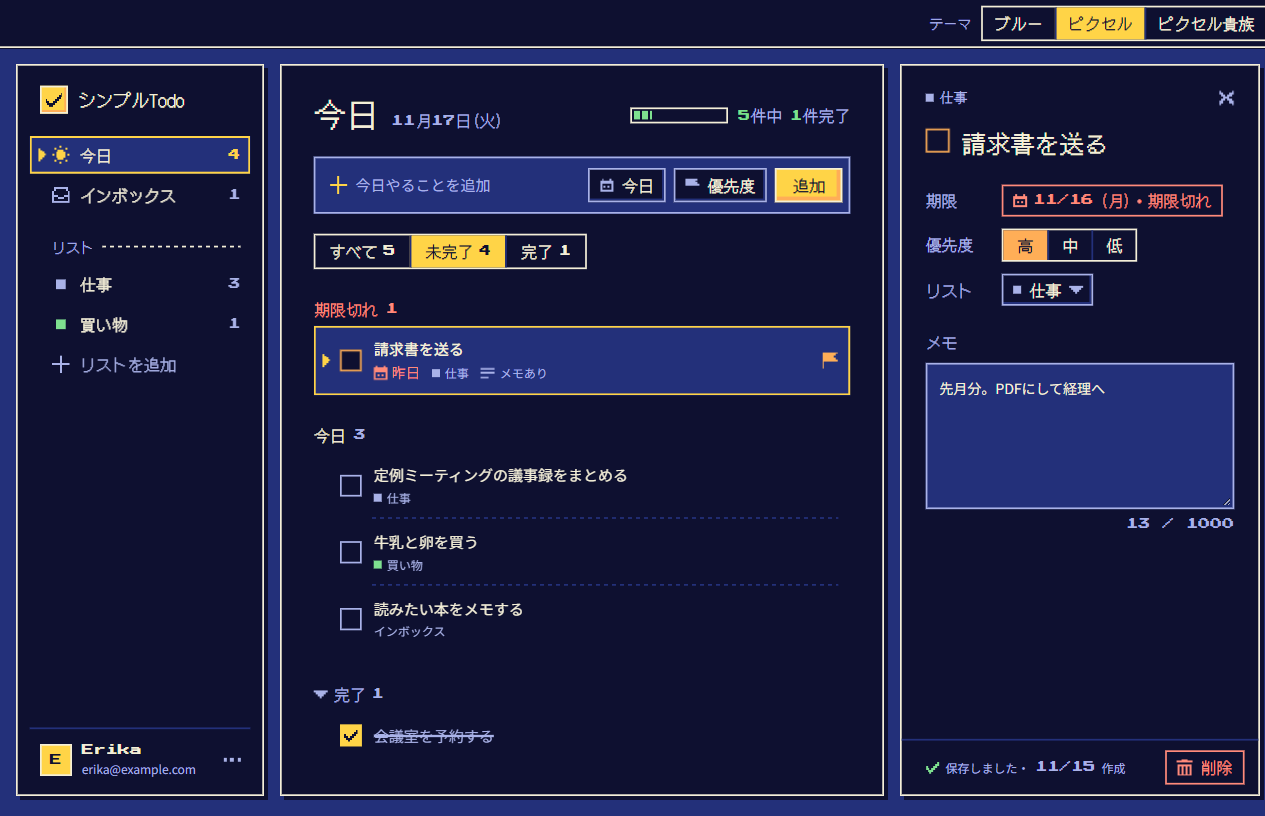 テーマ ブルー ピクセル ピクセル貴族
シンプルTodo
今日 4
インボックス 1
リスト
仕事 3
買い物 1
リストを追加
E Erika
erika@example.com
今日 11月17日(火) 5件中 1件完了
今日やることを追加 今日 優先度 追加
すべて 5 未完了 4 完了 1
期限切れ 1
請求書を送る
昨日 仕事 メモあり
今日 3
定例ミーティングの議事録をまとめる
仕事
牛乳と卵を買う
買い物
読みたい本をメモする
インボックス
完了 1
会議室を予約する
仕事
請求書を送る
期限 11/16 (月)・期限切れ
優先度 高 中 低
リスト 仕事
メモ
先月分。PDFにして経理へ
13 / 1000
保存しました・ 11/15 作成 削除